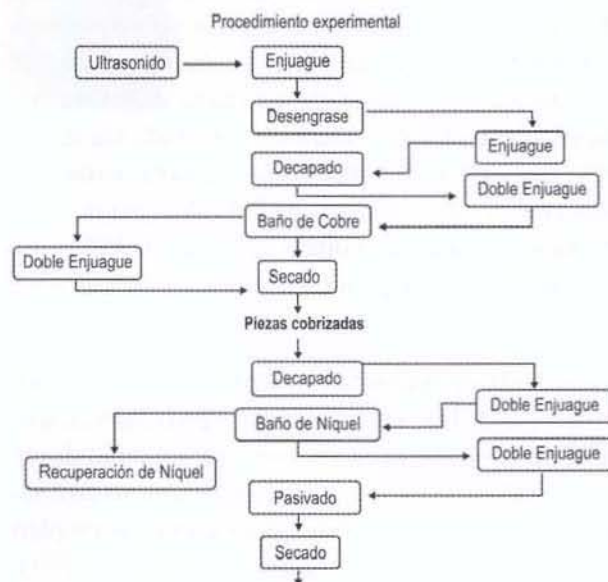 Procedimiento experimental
Ultrasonido
Enjuague
Desengrase
Enjuague
Decapado
Doble Enjuague
Baño de Cobre
Doble Enjuague
Secado
Piezas cobrizadas
Decapado
Doble Enjuague
Baño de Níquel
Doble Enjuague
Recuperación de Níquel
Pasivado
Secado